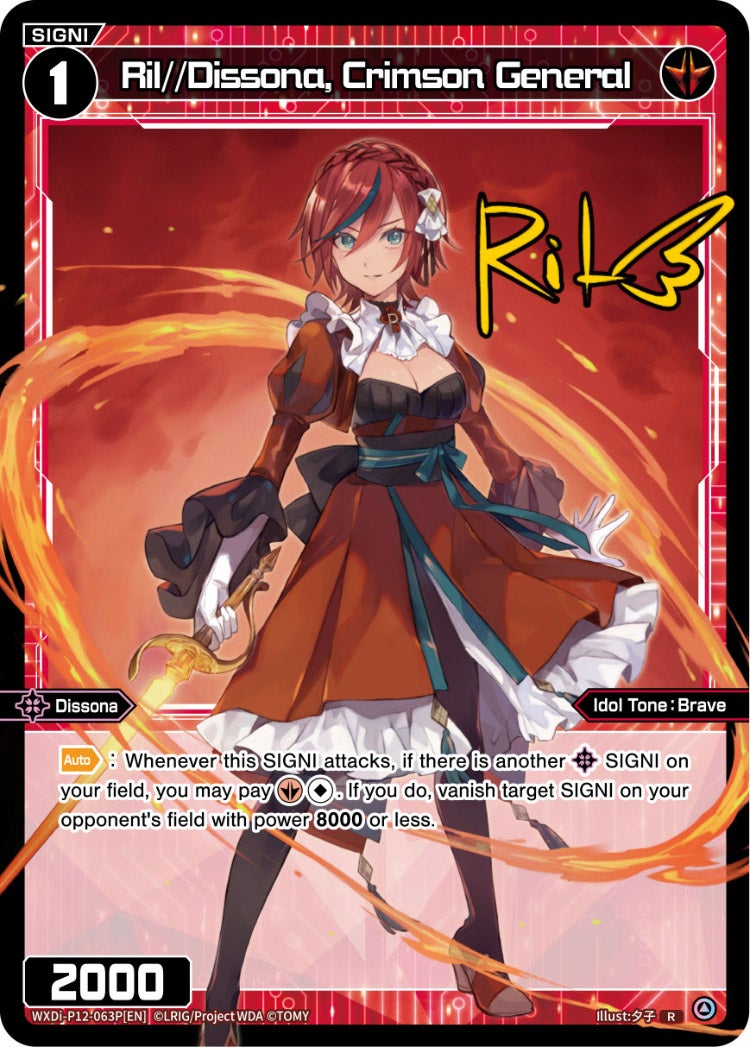 SIGNI
1
Ril//Dissona, Crimson General
Ril
Dissona
Idol Tone:Brave
Auto : Whenever this SIGNI attacks, if there is another SIGNI on
your field, you may pay . If you do, vanish target SIGNI on your
opponent's field with power 8000 or less.
2000
WXDi-P12-063P[EN] ©LRIG/Project WDA ©TOMY
Illust:夕子 R